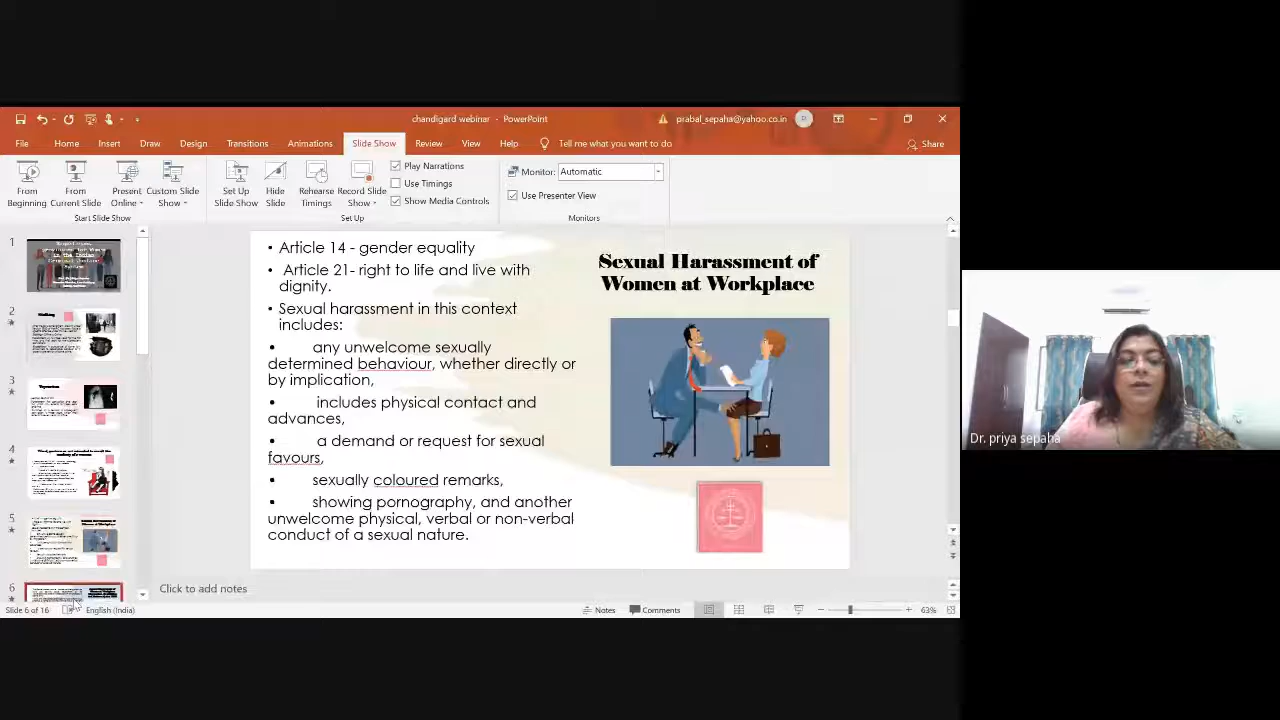 chandigard webinar - PowerPoint
prabal_sepaha@yahoo.co.in
File Home Insert Draw Design Transitions Animations Slide Show Review View Help Tell me what you want to do Share
From Beginning
From Current Slide
Present Online
Custom Slide Show
Start Slide Show
Set Up Slide Show
Hide Slide
Rehearse Timings
Record Slide Show
Play Narrations
Use Timings
Show Media Controls
Set Up
Monitor: Automatic
Use Presenter View
Monitors
1
2
3
4
5
6
• Article 14 - gender equality
• Article 21- right to life and live with
dignity.
• Sexual harassment in this context
includes:
• any unwelcome sexually
determined behaviour, whether directly or
by implication,
• includes physical contact and
advances,
• a demand or request for sexual
favours,
• sexually coloured remarks,
• showing pornography, and another
unwelcome physical, verbal or non-verbal
conduct of a sexual nature.
Sexual Harassment of
Women at Workplace
Dr. priya sepaha
Click to add notes
Slide 6 of 16 English (India) Notes Comments 63%